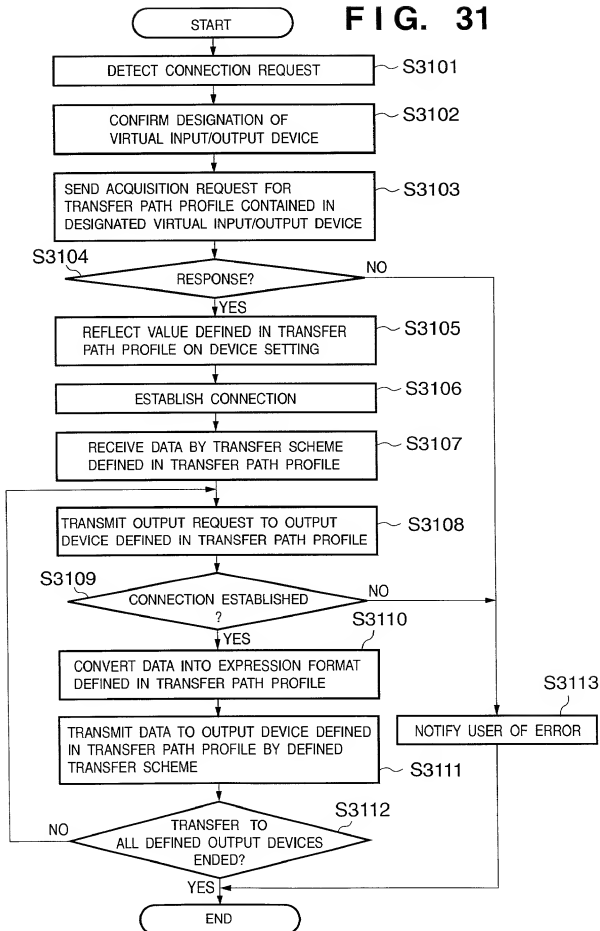 FIG. 31
START
DETECT CONNECTION REQUEST
S3101
CONFIRM DESIGNATION OF
VIRTUAL INPUT/OUTPUT DEVICE
S3102
SEND ACQUISITION REQUEST FOR
TRANSFER PATH PROFILE CONTAINED IN
DESIGNATED VIRTUAL INPUT/OUTPUT DEVICE
S3103
S3104
RESPONSE?
NO
YES
REFLECT VALUE DEFINED IN TRANSFER
PATH PROFILE ON DEVICE SETTING
S3105
ESTABLISH CONNECTION
S3106
RECEIVE DATA BY TRANSFER SCHEME
DEFINED IN TRANSFER PATH PROFILE
S3107
TRANSMIT OUTPUT REQUEST TO OUTPUT
DEVICE DEFINED IN TRANSFER PATH PROFILE
S3108
S3109
CONNECTION ESTABLISHED
?
NO
YES
S3110
CONVERT DATA INTO EXPRESSION FORMAT
DEFINED IN TRANSFER PATH PROFILE
TRANSMIT DATA TO OUTPUT DEVICE DEFINED
IN TRANSFER PATH PROFILE BY DEFINED
TRANSFER SCHEME
S3111
S3113
NOTIFY USER OF ERROR
S3112
TRANSFER TO
ALL DEFINED OUTPUT DEVICES
ENDED?
NO
YES
END